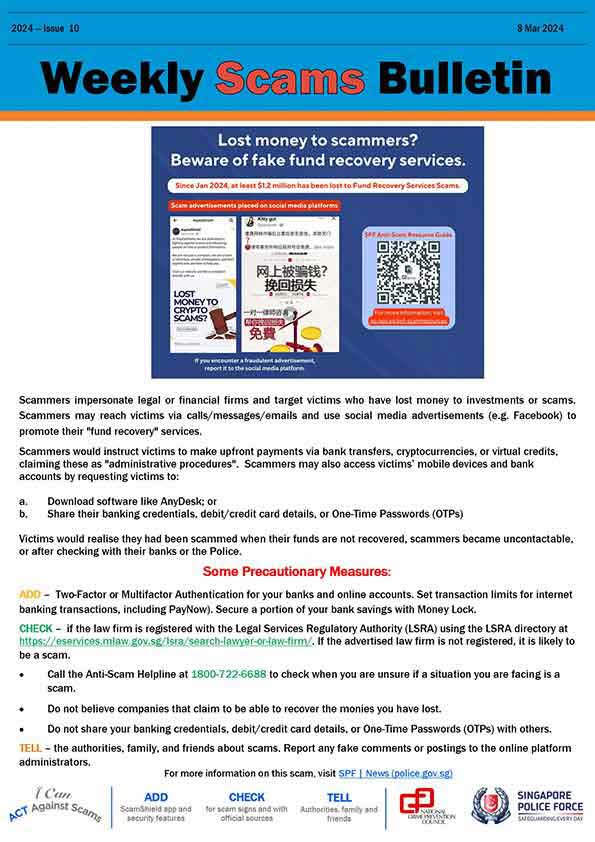 2024 – Issue 10
8 Mar 2024
Weekly Scams Bulletin
Lost money to scammers?
Beware of fake fund recovery services.
Since Jan 2024, at least $1.2 million has been lost to Fund Recovery Services Scams.
Scam advertisements placed on social media platforms
Kitty gut
LOST
MONEY TO
CRYPTO
SCAMS?
网上被骗钱?
挽回损失
一对一律师咨询
帮你挽回损失
免費
SPF Anti-Scam Resource Guide
For more information, visit
If you encounter a fraudulent advertisement,
report it to the social media platform
Scammers impersonate legal or financial firms and target victims who have lost money to investments or scams.
Scammers may reach victims via calls/messages/emails and use social media advertisements (e.g. Facebook) to
promote their "fund recovery" services.
Scammers would instruct victims to make upfront payments via bank transfers, cryptocurrencies, or virtual credits,
claiming these as "administrative procedures". Scammers may also access victims' mobile devices and bank
accounts by requesting victims to:
a. Download software like AnyDesk; or
b. Share their banking credentials, debit/credit card details, or One-Time Passwords (OTPs)
Victims would realise they had been scammed when their funds are not recovered, scammers became uncontactable,
or after checking with their banks or the Police.
Some Precautionary Measures:
ADD – Two-Factor or Multifactor Authentication for your banks and online accounts. Set transaction limits for internet
banking transactions, including PayNow). Secure a portion of your bank savings with Money Lock.
CHECK – if the law firm is registered with the Legal Services Regulatory Authority (LSRA) using the LSRA directory at
https://eservices.mlaw.gov.sg/lsra/search-lawyer-or-law-firm/. If the advertised law firm is not registered, it is likely to
be a scam.
• Call the Anti-Scam Helpline at 1800-722-6688 to check when you are unsure if a situation you are facing is a
scam.
• Do not believe companies that claim to be able to recover the monies you have lost.
• Do not share your banking credentials, debit/credit card details, or One-Time Passwords (OTPs) with others.
TELL – the authorities, family, and friends about scams. Report any fake comments or postings to the online platform
administrators.
For more information on this scam, visit SPF | News (police.gov.sg)
I Can
ACT Against Scams
ADD
ScamShield app and
security features
CHECK
for scam signs and with
official sources
TELL
Authorities, family and
friends
NATIONAL
CRIME PREVENTION
COUNCIL
SINGAPORE
POLICE FORCE
SAFEGUARDING EVERY DAY